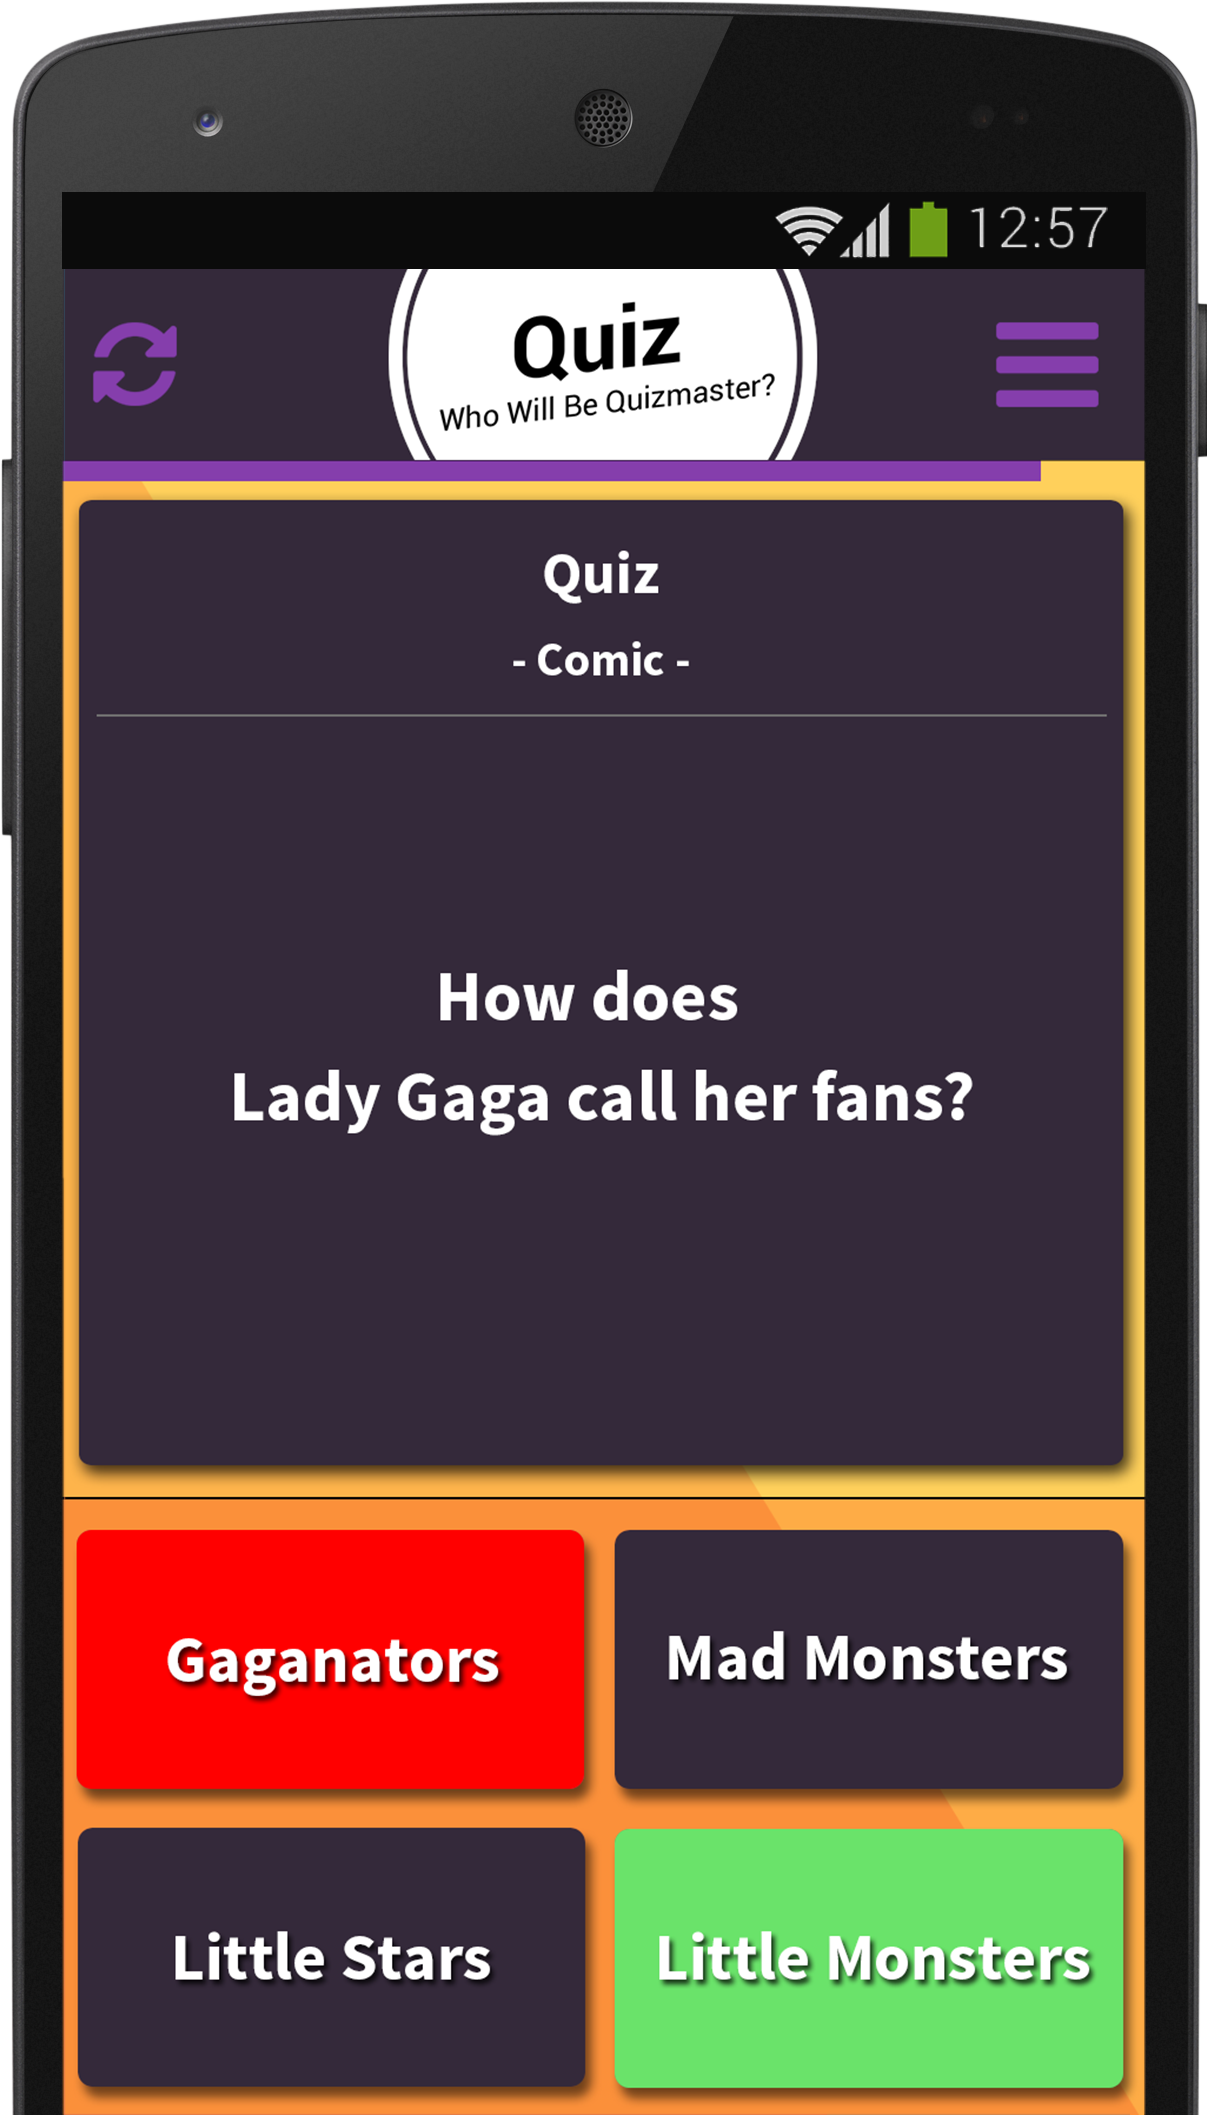 12:57
Quiz
Who Will Be Quizmaster?
Quiz
- Comic -
How does
Lady Gaga call her fans?
Gaganators
Mad Monsters
Little Stars
Little Monsters